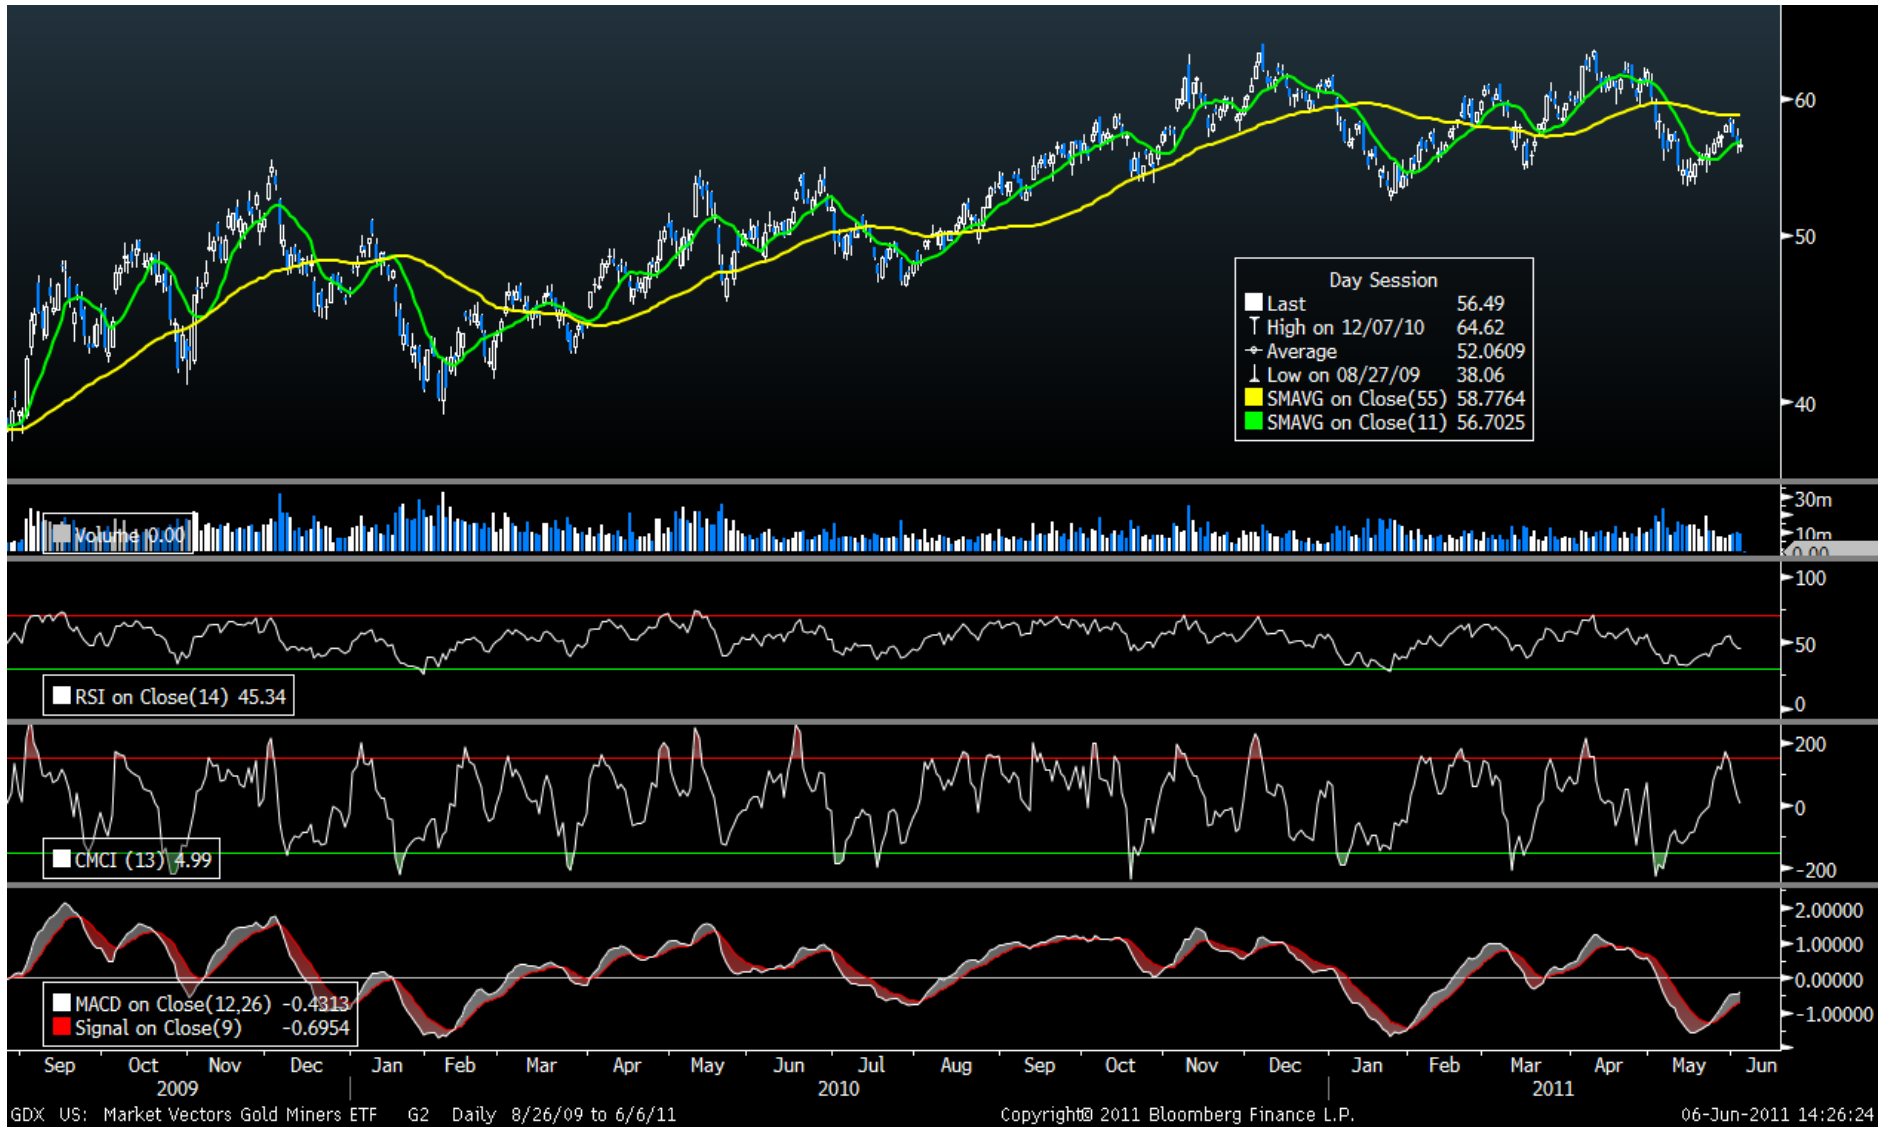 60
50
40
Day Session
Last 56.49
High on 12/07/10 64.62
Average 52.0609
Low on 08/27/09 38.06
SMAVG on Close(55) 58.7764
SMAVG on Close(11) 56.7025
30m
10m
0.00
Volume 0.00
100
50
0
RSI on Close(14) 45.34
200
0
-200
CMCI (13) 4.99
2.00000
1.00000
0.00000
-1.00000
MACD on Close(12,26) -0.4313
Signal on Close(9) -0.6954
Sep Oct Nov Dec Jan Feb Mar Apr May Jun Jul Aug Sep Oct Nov Dec Jan Feb Mar Apr May Jun
2009 2010 2011
GDX US: Market Vectors Gold Miners ETF G2 Daily 8/26/09 to 6/6/11 Copyright© 2011 Bloomberg Finance L.P. 06-Jun-2011 14:26:24